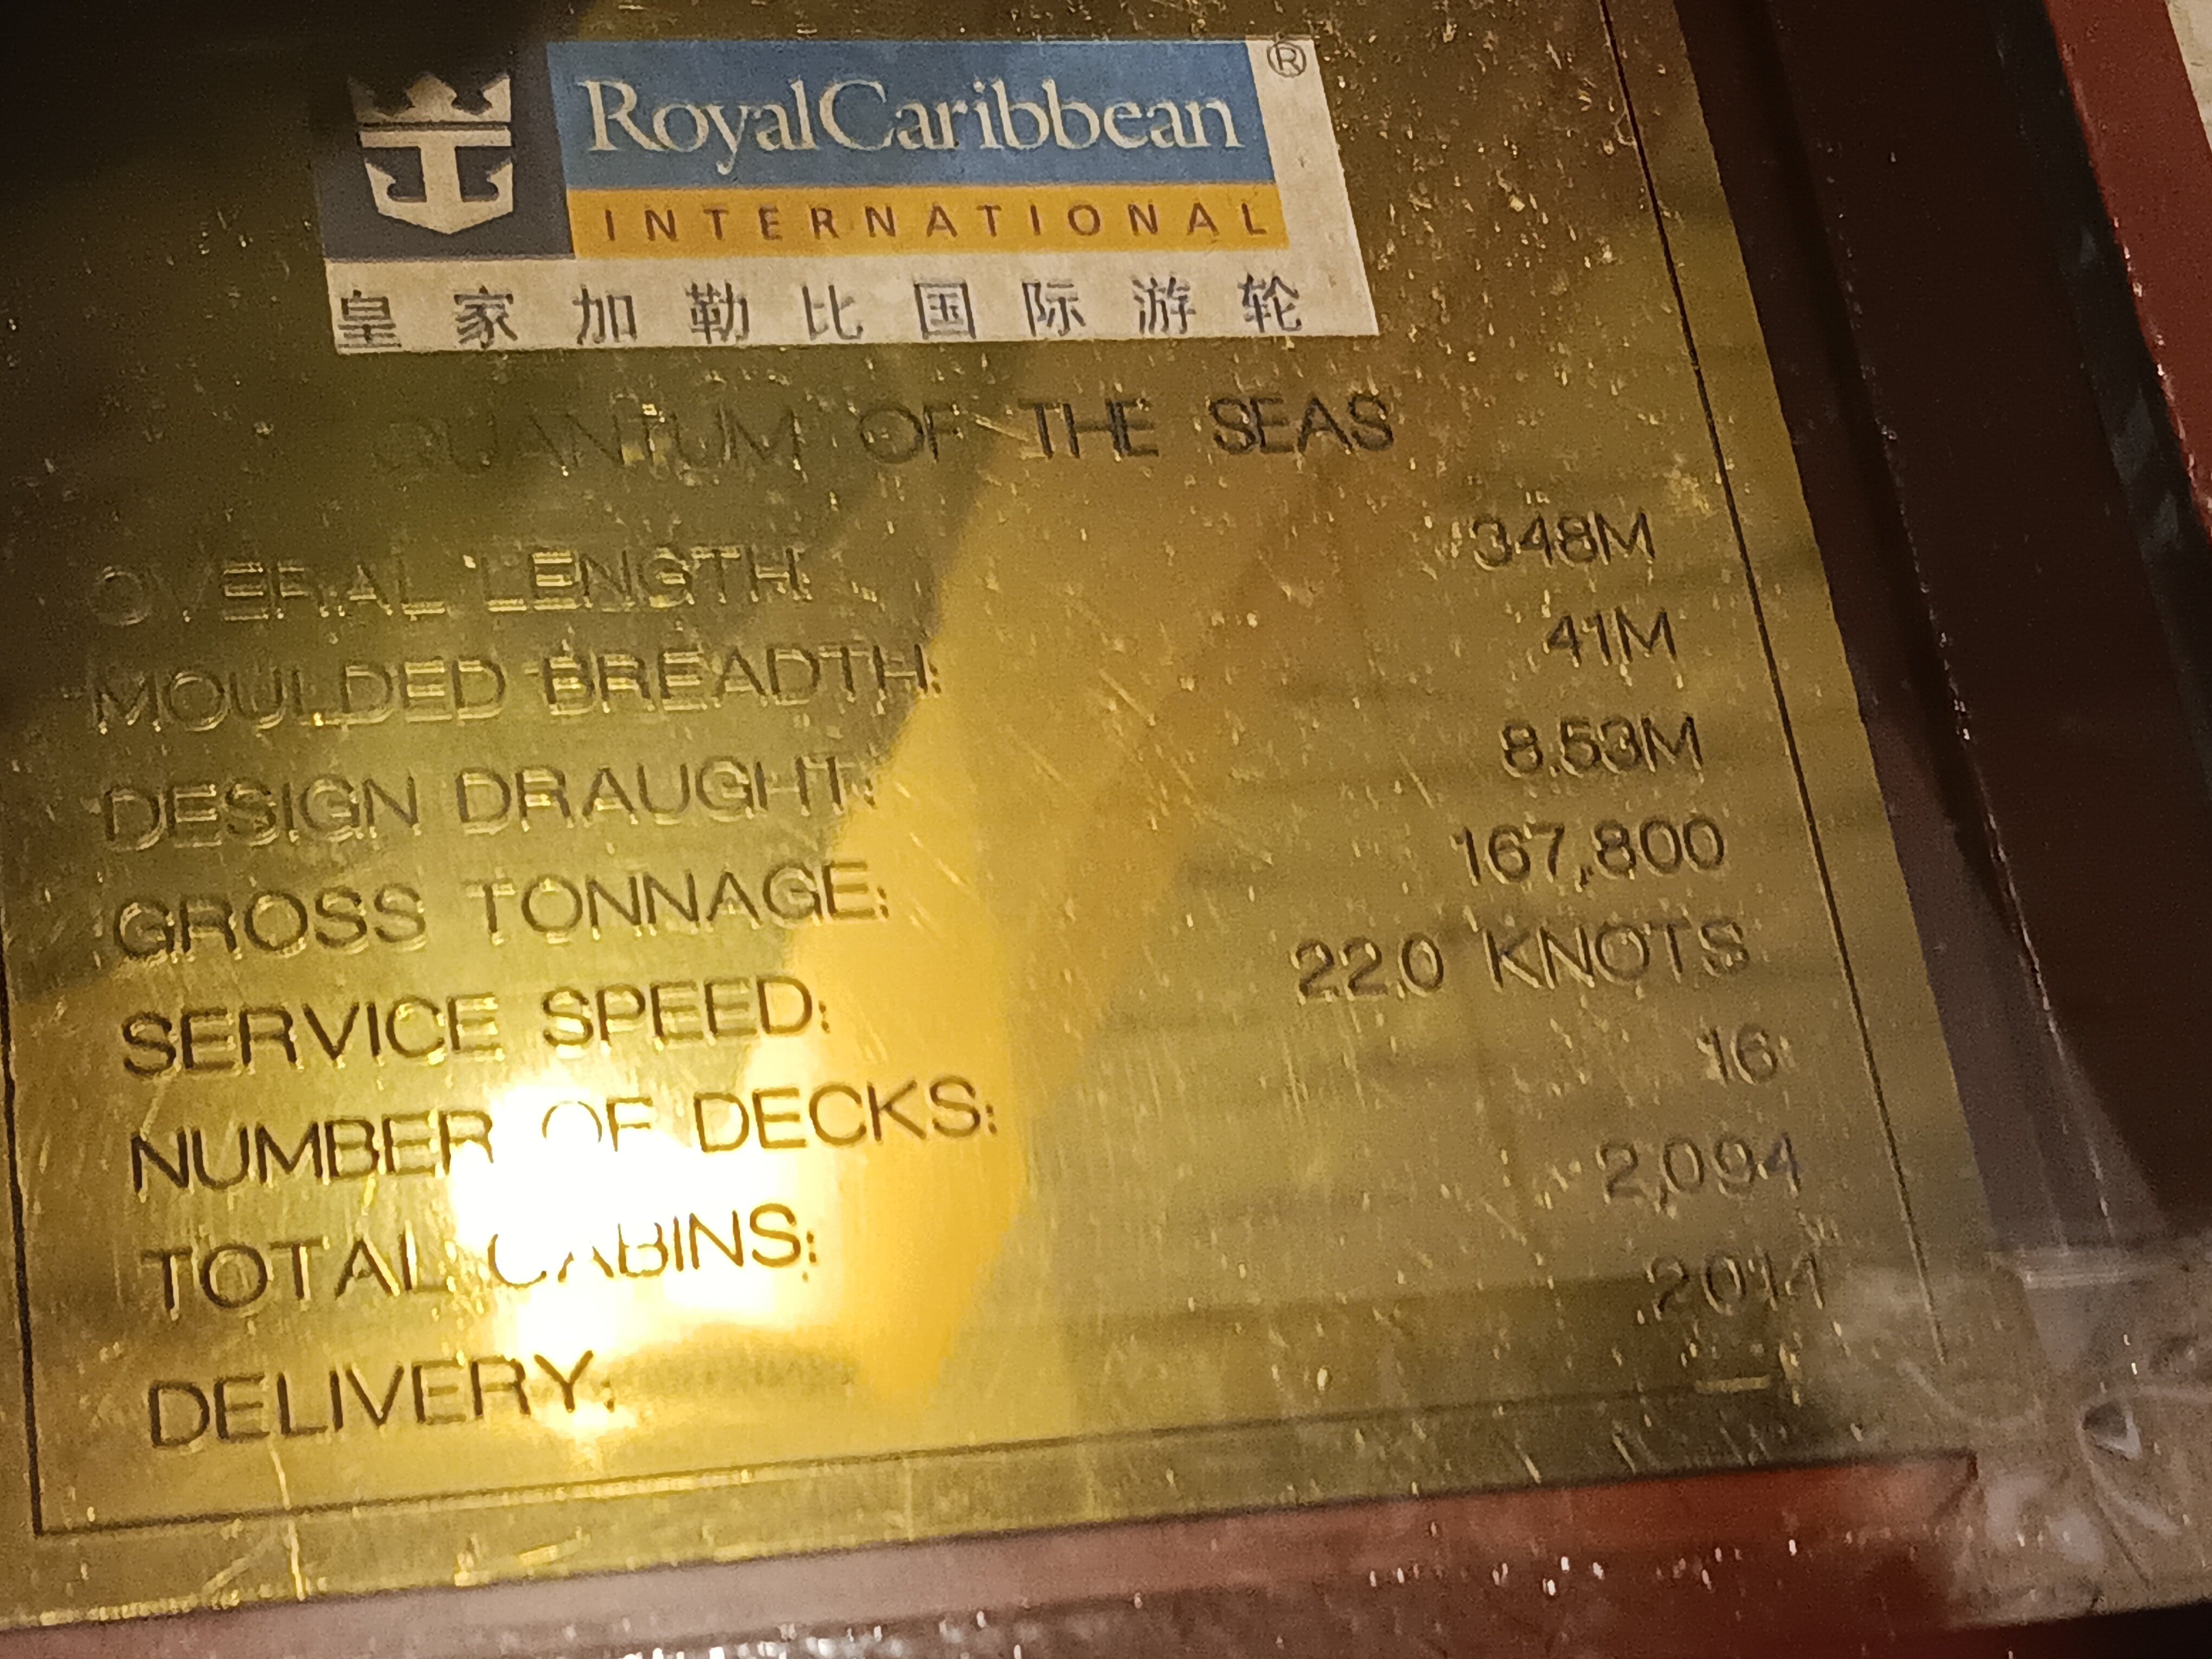 RoyalCaribbean®
INTERNATIONAL
皇家加勒比国际游轮
QUANTUM OF THE SEAS
OVERAL LENGTH: 348M
MOULDED BREADTH: 41M
DESIGN DRAUGHT: 8.53M
GROSS TONNAGE: 167,800
SERVICE SPEED: 22.0 KNOTS
NUMBER OF DECKS: 16
TOTAL CABINS: 2,094
DELIVERY: 2014